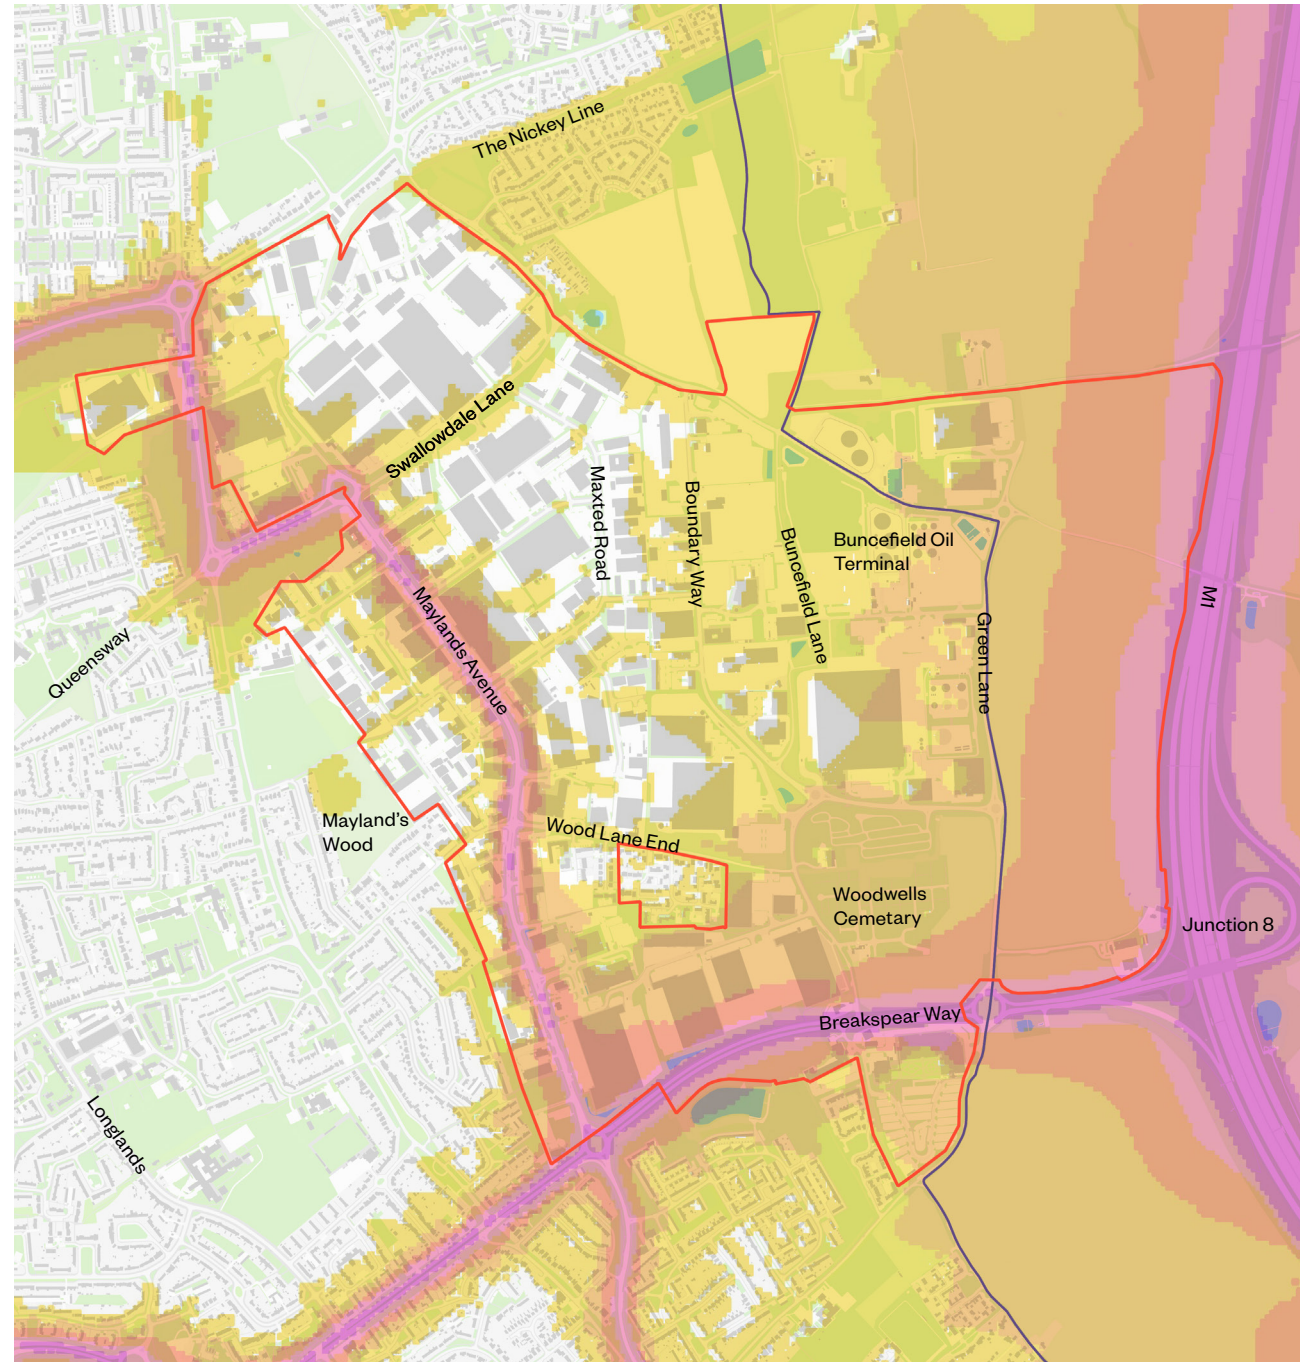 The Nickey Line
Swallowdale Lane
Maxted Road
Boundary Way
Buncefield Lane
Buncefield Oil
Terminal
Green Lane
M1
Maylands Avenue
Queensway
Mayland's
Wood
Wood Lane End
Woodwells
Cemetary
Junction 8
Breakspear Way
Longlands